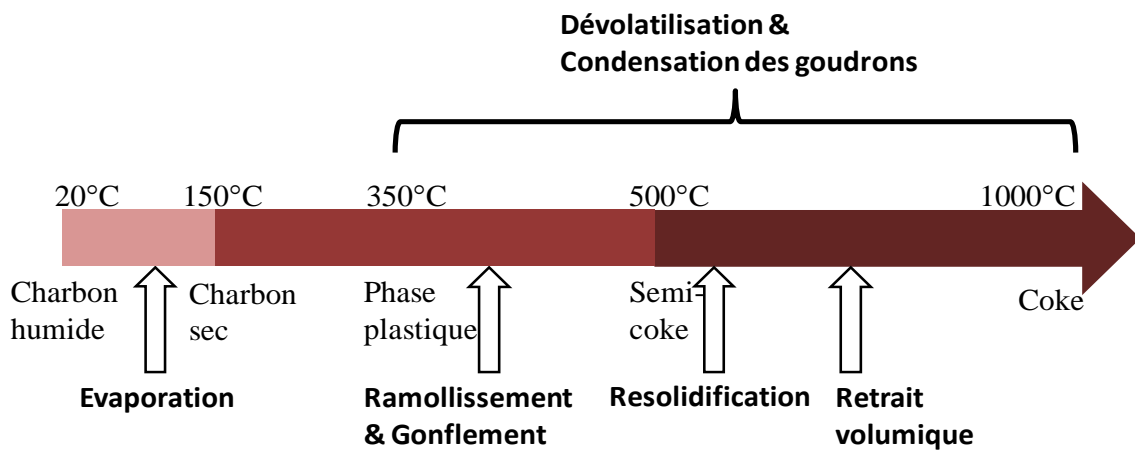 Dévolatilisation &
Condensation des goudrons
20°C 150°C 350°C 500°C 1000°C
Charbon
humide
Charbon
sec
Phase
plastique
Semi-
coke
Coke
Evaporation
Ramollissement
& Gonflement
Resolidification
Retrait
volumique